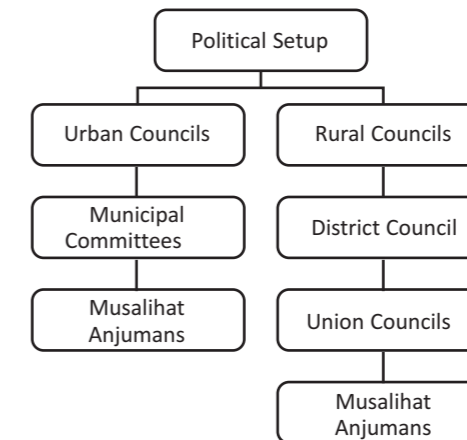 Political Setup
Urban Councils
Rural Councils
Municipal
Committees
District Council
Musalihat
Anjumans
Union Councils
Musalihat
Anjumans